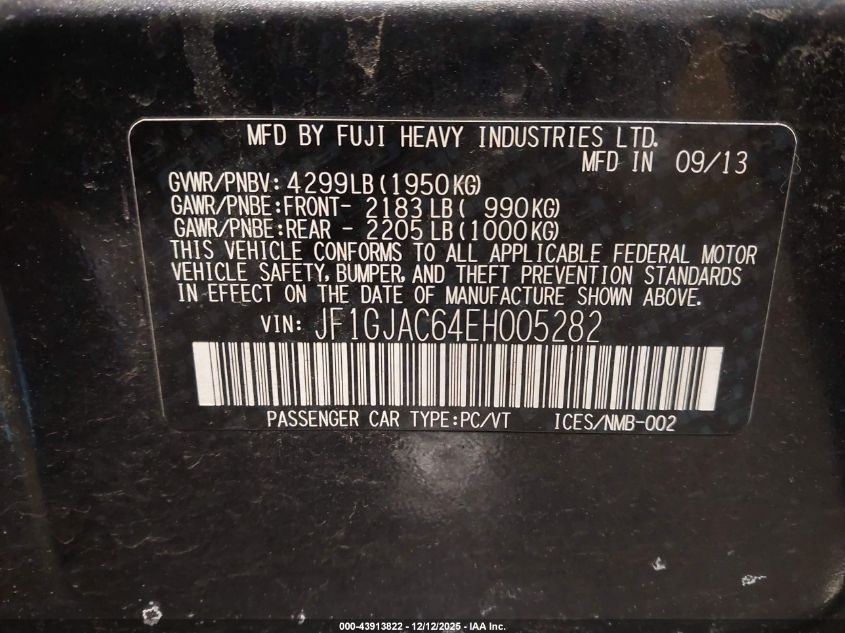 MFD BY FUJI HEAVY INDUSTRIES LTD.
MFD IN 09/13
GVWR/PNBV: 4299LB (1950KG)
GAWR/PNBE:FRONT- 2183 LB ( 990KG)
GAWR/PNBE:REAR - 2205 LB (1000KG)
THIS VEHICLE CONFORMS TO ALL APPLICABLE FEDERAL MOTOR
VEHICLE SAFETY, BUMPER, AND THEFT PREVENTION STANDARDS
IN EFFECT ON THE DATE OF MANUFACTURE SHOWN ABOVE.
VIN: JF1GJAC64EH005282
PASSENGER CAR TYPE:PC/VT ICES/NMB-002
000-43913822 - 12/12/2025 - IAA Inc.